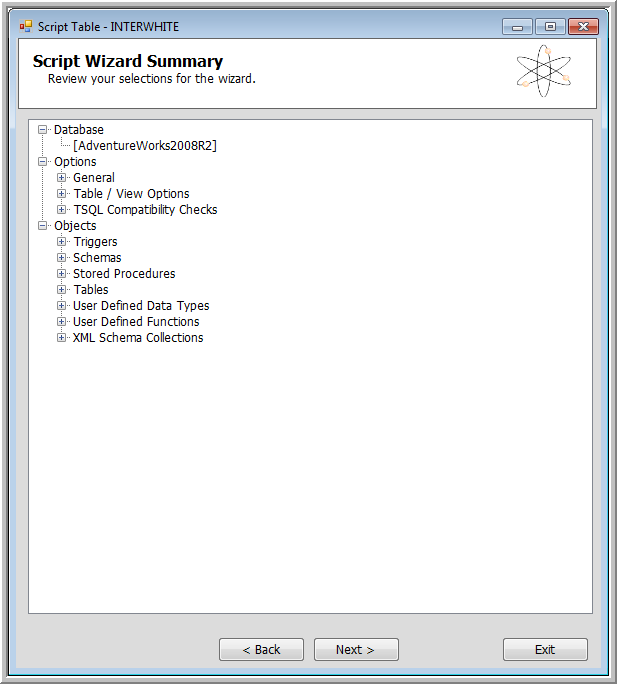 Script Table - INTERWHITE
Script Wizard Summary
Review your selections for the wizard.
Database
[AdventureWorks2008R2]
Options
General
Table / View Options
TSQL Compatibility Checks
Objects
Triggers
Schemas
Stored Procedures
Tables
User Defined Data Types
User Defined Functions
XML Schema Collections
< Back Next > Exit